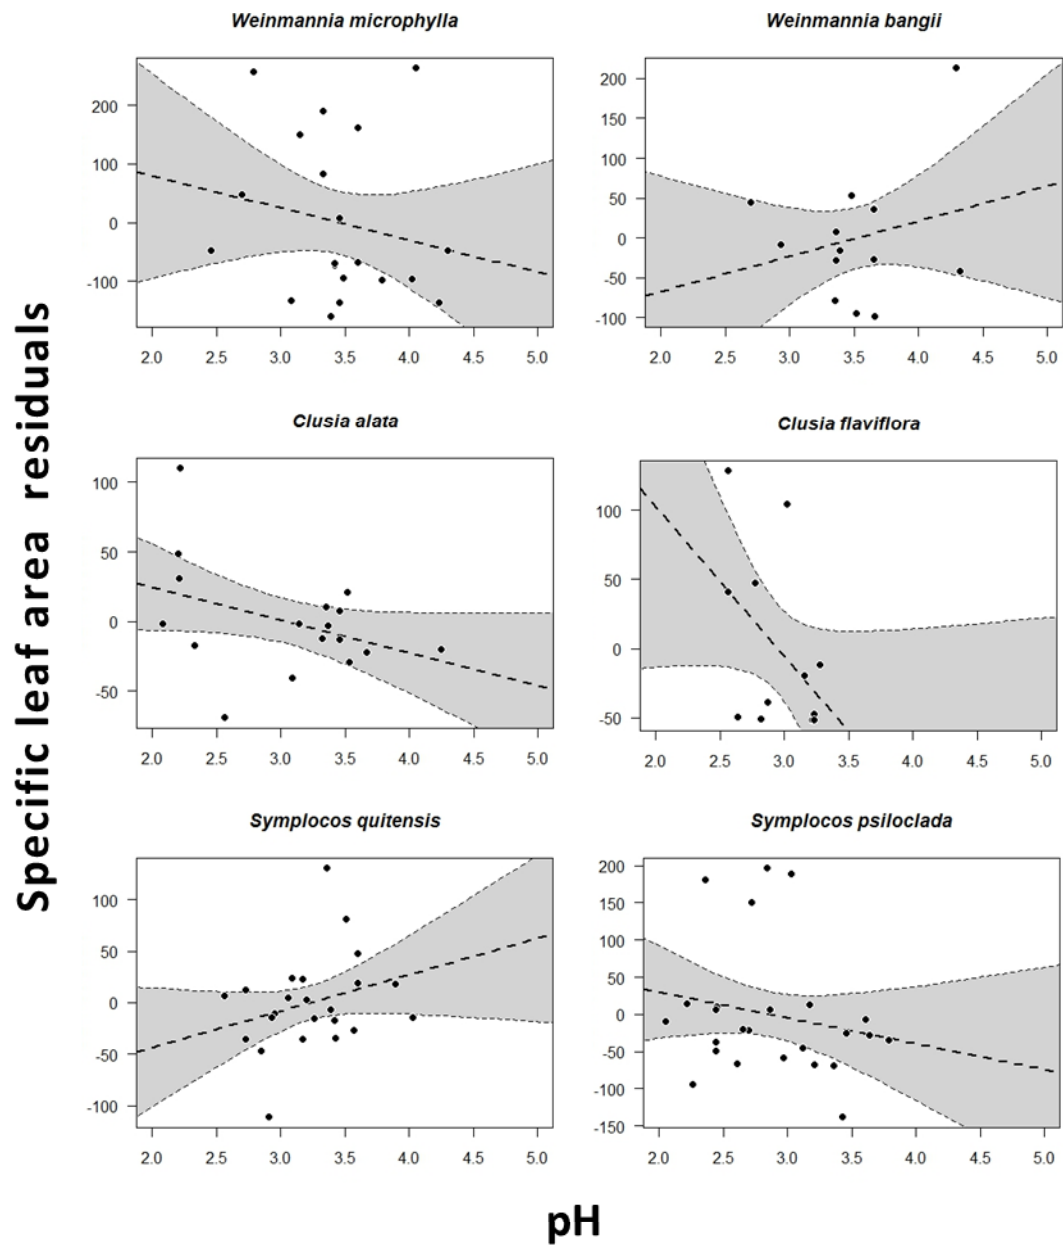 Weinmannia microphylla
Weinmannia bangii
200
100
0
-100
2.0 2.5 3.0 3.5 4.0 4.5 5.0
200
150
100
50
0
-50
-100
2.0 2.5 3.0 3.5 4.0 4.5 5.0
Clusia alata
Clusia flaviflora
100
50
0
-50
2.0 2.5 3.0 3.5 4.0 4.5 5.0
100
50
0
-50
2.0 2.5 3.0 3.5 4.0 4.5 5.0
Symplocos quitensis
Symplocos psiloclada
100
50
0
-50
-100
2.0 2.5 3.0 3.5 4.0 4.5 5.0
200
150
100
50
0
-50
-100
-150
2.0 2.5 3.0 3.5 4.0 4.5 5.0
Specific leaf area residuals
pH